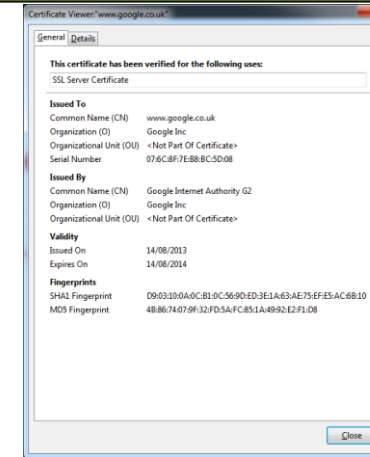 Certificate Viewer:"www.google.co.uk"
General Details
This certificate has been verified for the following uses:
SSL Server Certificate
Issued To
Common Name (CN) www.google.co.uk
Organization (O) Google Inc
Organizational Unit (OU) <Not Part Of Certificate>
Serial Number 07:6C:8F:7E:B8:BC:5D:08
Issued By
Common Name (CN) Google Internet Authority G2
Organization (O) Google Inc
Organizational Unit (OU) <Not Part Of Certificate>
Validity
Issued On 14/08/2013
Expires On 14/08/2014
Fingerprints
SHA1 Fingerprint D9:03:10:0A:0C:B1:0C:56:9D:ED:3E:1A:63:AE:75:EF:E5:AC:6B:10
MD5 Fingerprint 4B:86:74:07:9F:32:FD:5A:FC:85:1A:49:92:E2:F1:D8
Close